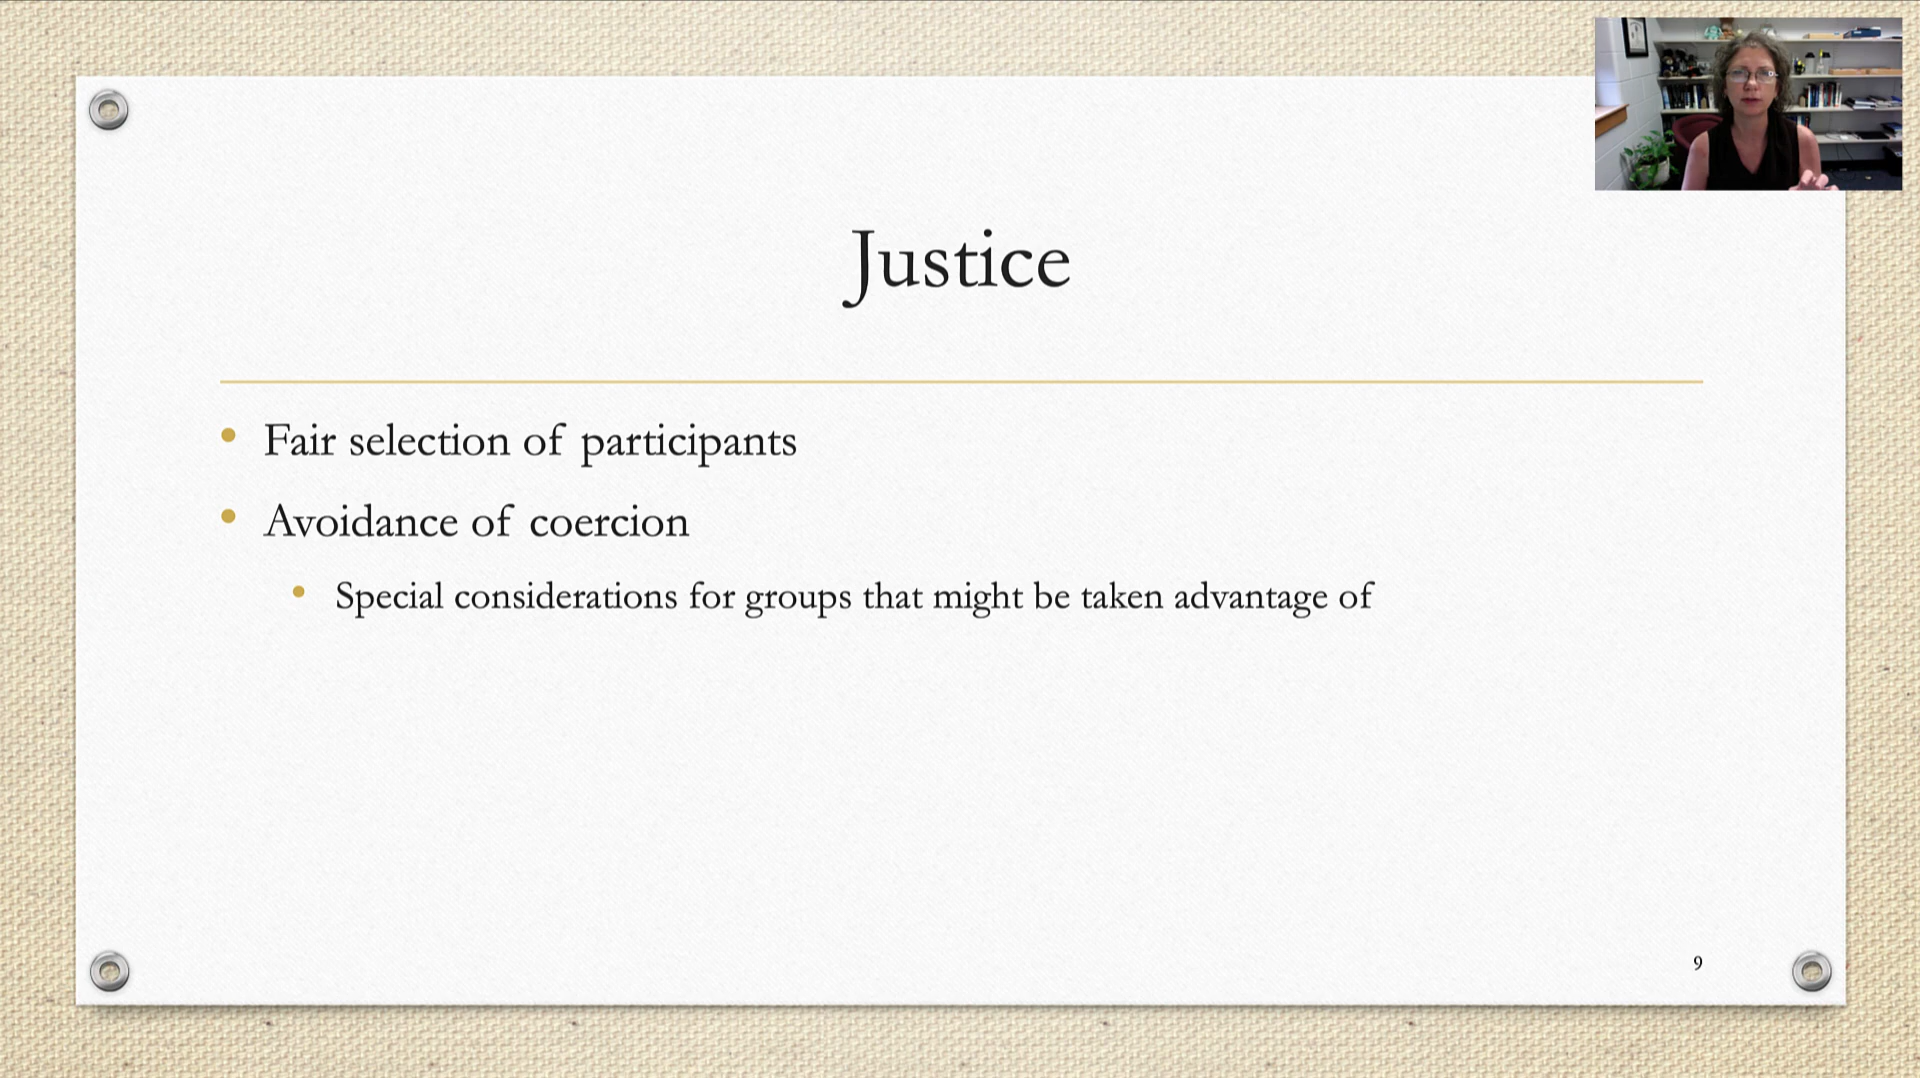 Justice
Fair selection of participants
Avoidance of coercion
Special considerations for groups that might be taken advantage of
9